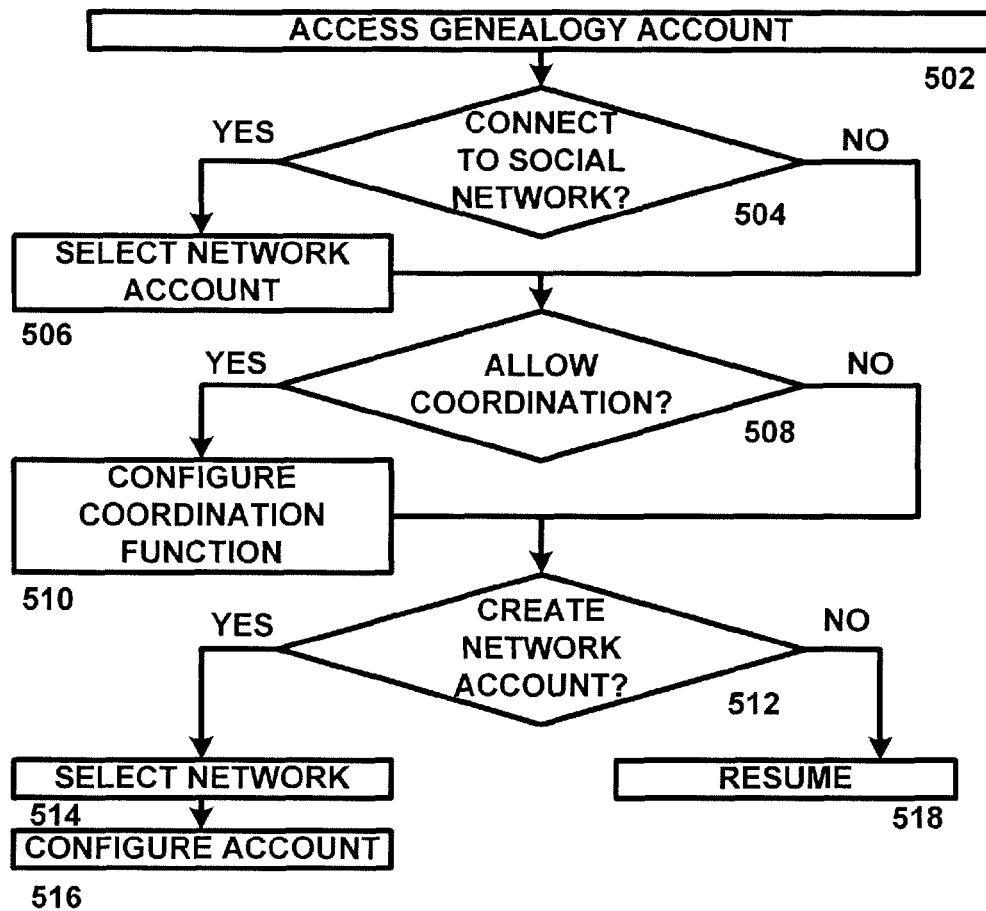 ACCESS GENEALOGY ACCOUNT
502
YES
CONNECT
TO SOCIAL
NETWORK?
NO
504
SELECT NETWORK
ACCOUNT
506
YES
ALLOW
COORDINATION?
NO
508
CONFIGURE
COORDINATION
FUNCTION
510
YES
CREATE
NETWORK
ACCOUNT?
NO
512
SELECT NETWORK
514
RESUME
518
CONFIGURE ACCOUNT
516